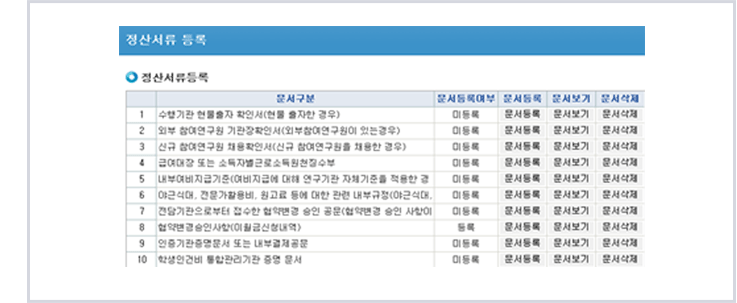 정산서류 등록
정산서류등록
문서구분 문서등록여부 문서등록 문서보기 문서삭제
1 수행기관 현물출자 확인서(현물 출자한 경우) 미등록 문서등록 문서보기 문서삭제
2 외부 참여연구원 기관장확인서(외부참여연구원이 있는경우) 미등록 문서등록 문서보기 문서삭제
3 신규 참여연구원 채용확인서(신규 참여연구원을 채용한 경우) 미등록 문서등록 문서보기 문서삭제
4 급여대장 또는 소득자별근로소득원천징수부 미등록 문서등록 문서보기 문서삭제
5 내부여비지급기준(여비지급에 대해 연구기관 자체기준을 적용한 경 미등록 문서등록 문서보기 문서삭제
6 야근식대, 전문가활용비, 원고료 등에 대한 관련 내부규정(야근식대, 미등록 문서등록 문서보기 문서삭제
7 전담기관으로부터 접수한 협약변경 승인 공문(협약변경 승인 사항이 미등록 문서등록 문서보기 문서삭제
8 협약변경승인사항(이월금신청내역) 등록 문서등록 문서보기 문서삭제
9 인증기관증명문서 또는 내부결제공문 미등록 문서등록 문서보기 문서삭제
10 학생인건비 통합관리기관 증명 문서 미등록 문서등록 문서보기 문서삭제